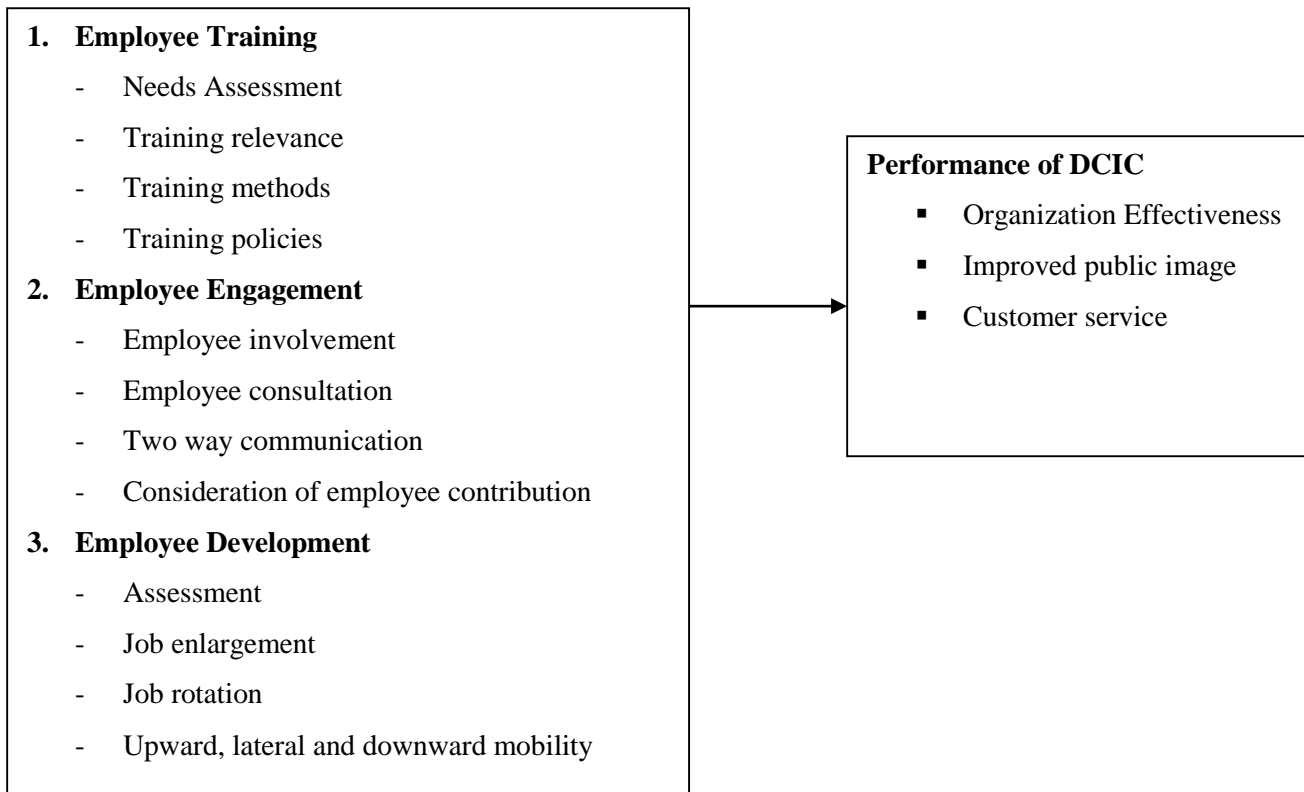 1. Employee Training
- Needs Assessment
- Training relevance
- Training methods
- Training policies
2. Employee Engagement
- Employee involvement
- Employee consultation
- Two way communication
- Consideration of employee contribution
3. Employee Development
- Assessment
- Job enlargement
- Job rotation
- Upward, lateral and downward mobility
Performance of DCIC
▪ Organization Effectiveness
▪ Improved public image
▪ Customer service